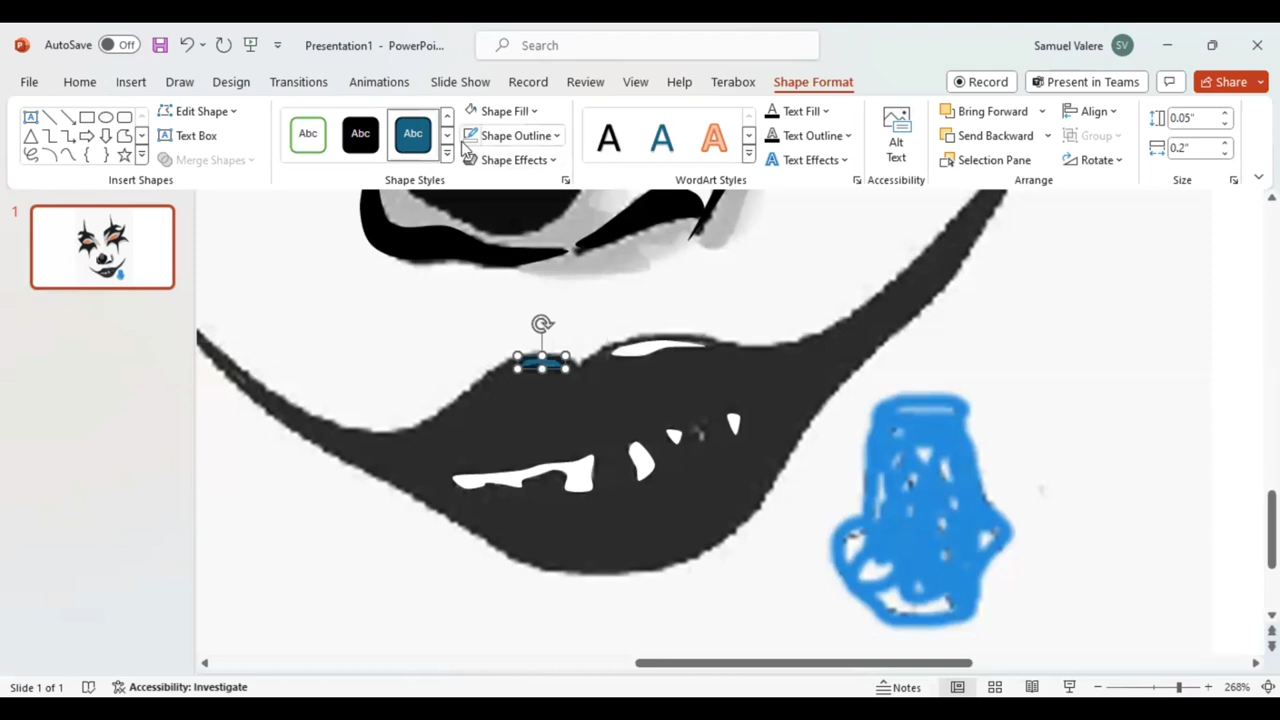 AutoSave Off Presentation1 - PowerPoi... Search Samuel Valere SV
File Home Insert Draw Design Transitions Animations Slide Show Record Review View Help Terabox Shape Format Record Present in Teams Share
Edit Shape Abc Abc Abc Shape Fill A A A Text Fill Alt Text Bring Forward Align 0.05"
Text Box Shape Outline Text Outline Send Backward Group 0.2"
Merge Shapes Shape Effects Text Effects Selection Pane Rotate
Insert Shapes Shape Styles WordArt Styles Accessibility Arrange Size
1
Slide 1 of 1 Accessibility: Investigate Notes 268%